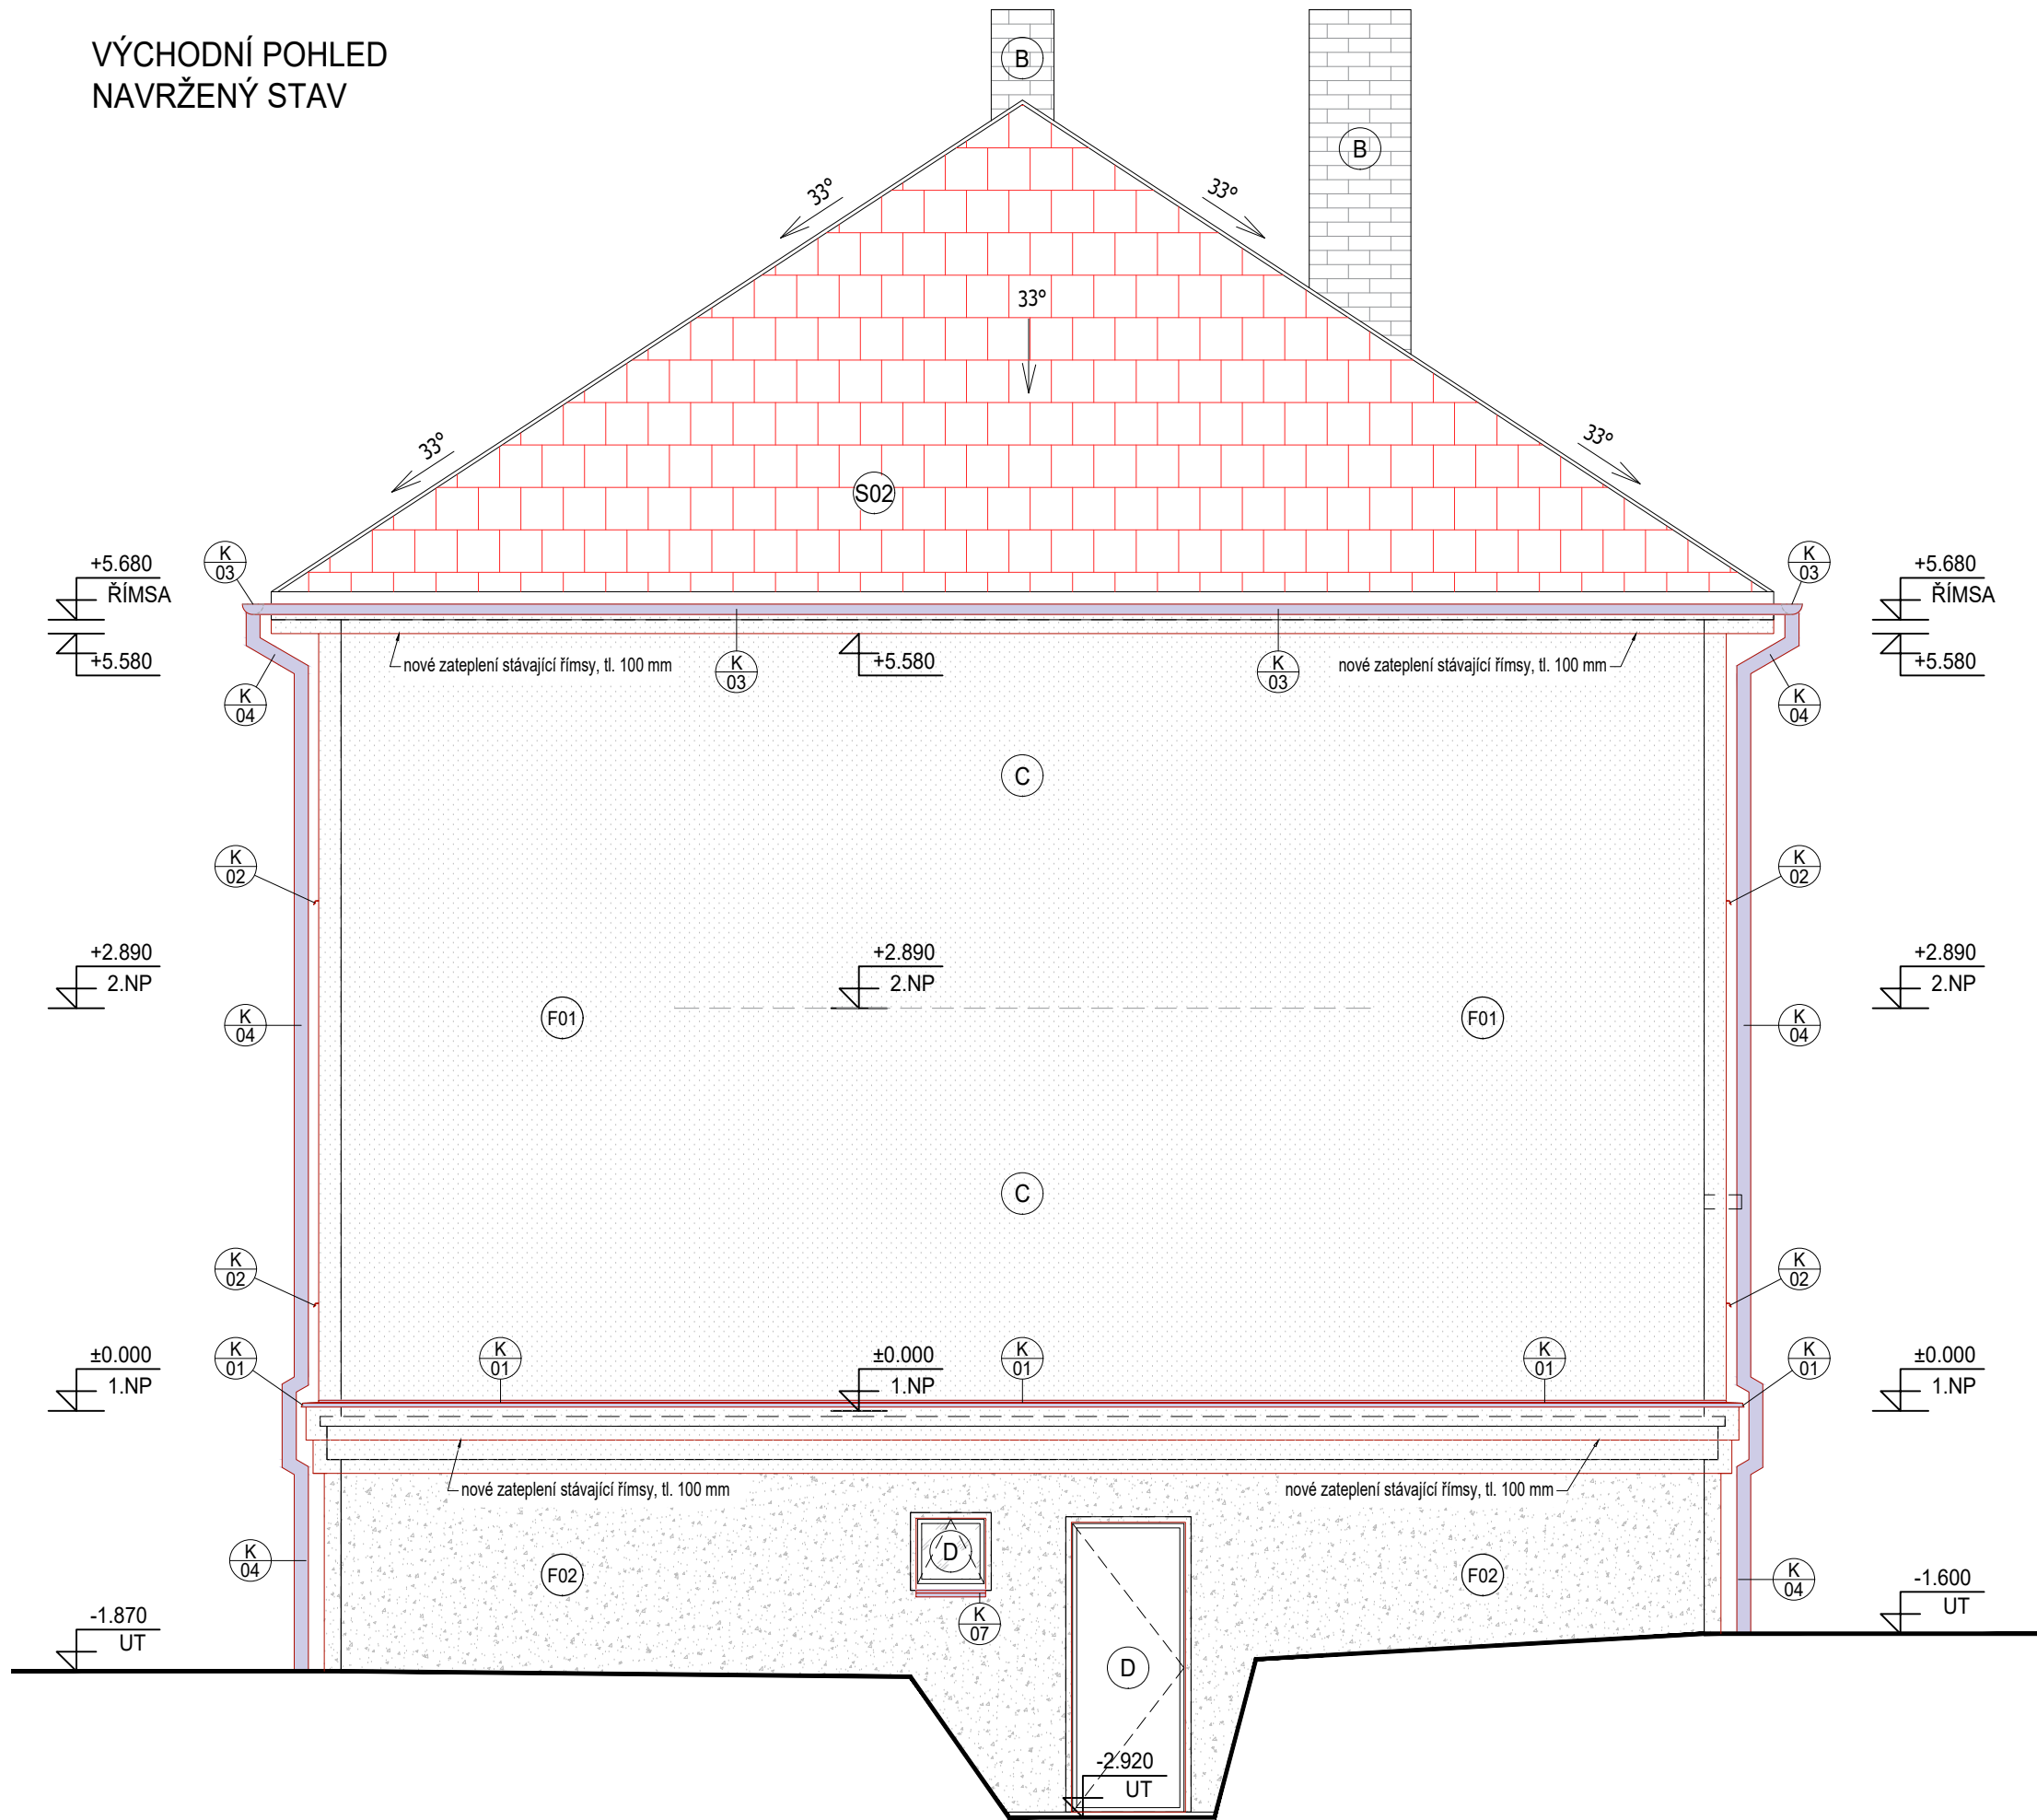 VÝCHODNÍ POHLED
NAVRŽENÝ STAV
B
B
33°
33°
33°
33°
33°
S02
K
03
K
03
+5.680
ŘÍMSA
+5.680
ŘÍMSA
+5.580
nové zateplení stávající římsy, tl. 100 mm
K
03
+5.580
K
03
nové zateplení stávající římsy, tl. 100 mm
+5.580
K
04
K
04
C
K
02
K
02
+2.890
2.NP
+2.890
2.NP
+2.890
2.NP
K
04
F01
F01
K
04
C
K
02
K
02
±0.000
1.NP
K
01
K
01
±0.000
1.NP
K
01
K
01
K
01
±0.000
1.NP
nové zateplení stávající římsy, tl. 100 mm
nové zateplení stávající římsy, tl. 100 mm
K
04
F02
D
F02
K
04
-1.600
UT
-1.870
UT
K
07
D
-2.920
UT